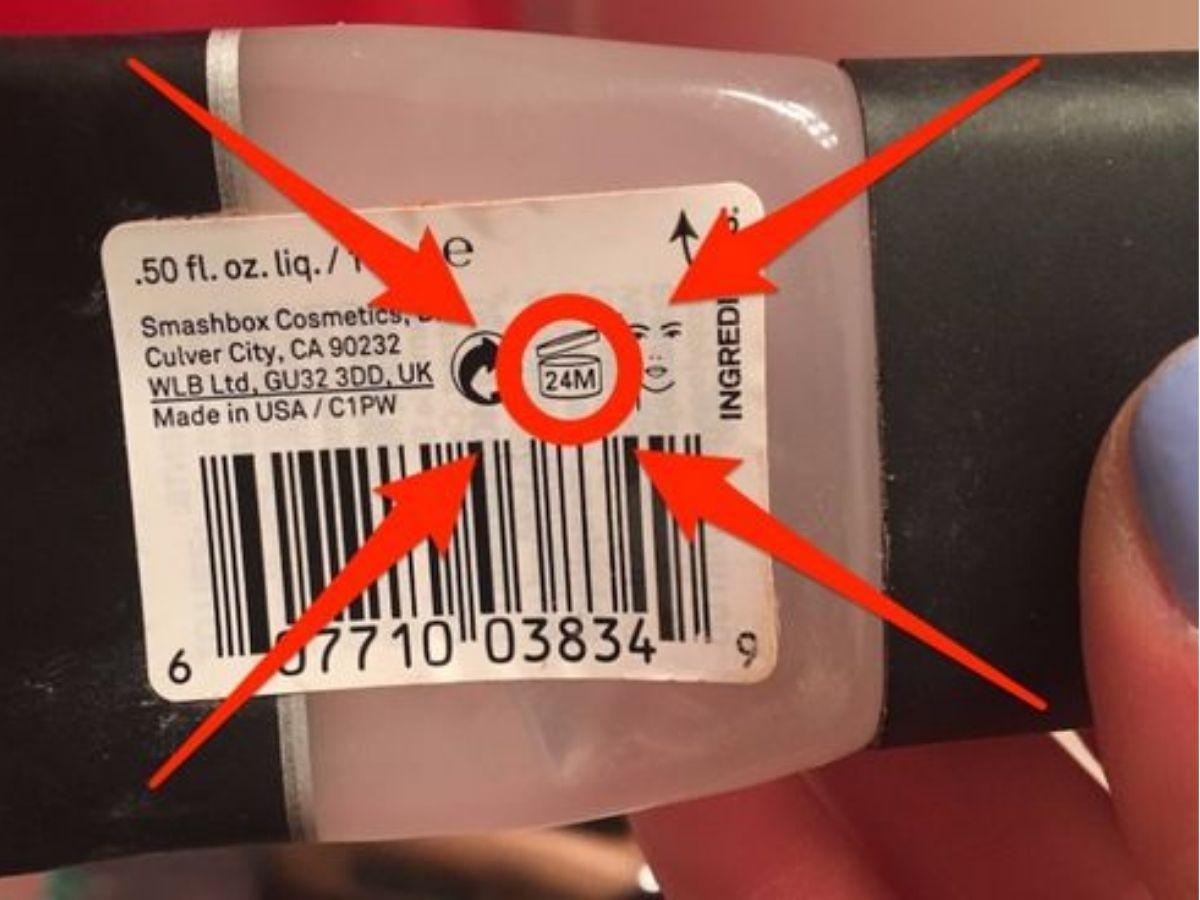 .50 fl. oz. liq. / e
Smashbox Cosmetics,
Culver City, CA 90232
WLB Ltd, GU32 3DD, UK
Made in USA / C1PW
24M
INGREDI
6 07710 03834 9